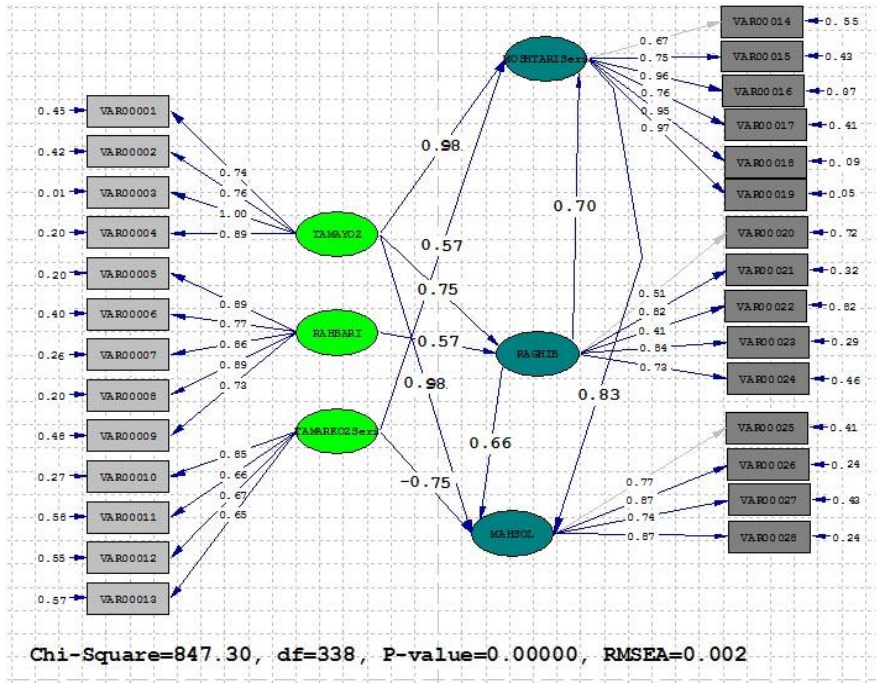 0.45 VAR00001
0.42 VAR00002
0.01 VAR00003
0.20 VAR00004
0.20 VAR00005
0.40 VAR00006
0.26 VAR00007
0.20 VAR00008
0.48 VAR00009
0.27 VAR00010
0.56 VAR00011
0.55 VAR00012
0.57 VAR00013
0.74
0.76
1.00
0.89
0.89
0.77
0.86
0.89
0.73
0.85
0.66
0.67
0.65
TAMAYOZ
RAHBARI
TAMARKOZSerz
0.98
0.57
0.75
0.57
0.98
-0.75
0.70
0.66
0.83
MOSHTARISerz
RAGHIB
MAHSOL
0.67
0.75
0.96
0.76
0.95
0.97
0.51
0.82
0.41
0.84
0.73
0.77
0.87
0.74
0.87
VAR00014 0.55
VAR00015 0.43
VAR00016 0.07
VAR00017 0.41
VAR00018 0.09
VAR00019 0.05
VAR00020 0.72
VAR00021 0.32
VAR00022 0.82
VAR00023 0.29
VAR00024 0.46
VAR00025 0.41
VAR00026 0.24
VAR00027 0.43
VAR00028 0.24
Chi-Square=847.30, df=338, P-value=0.00000, RMSEA=0.002